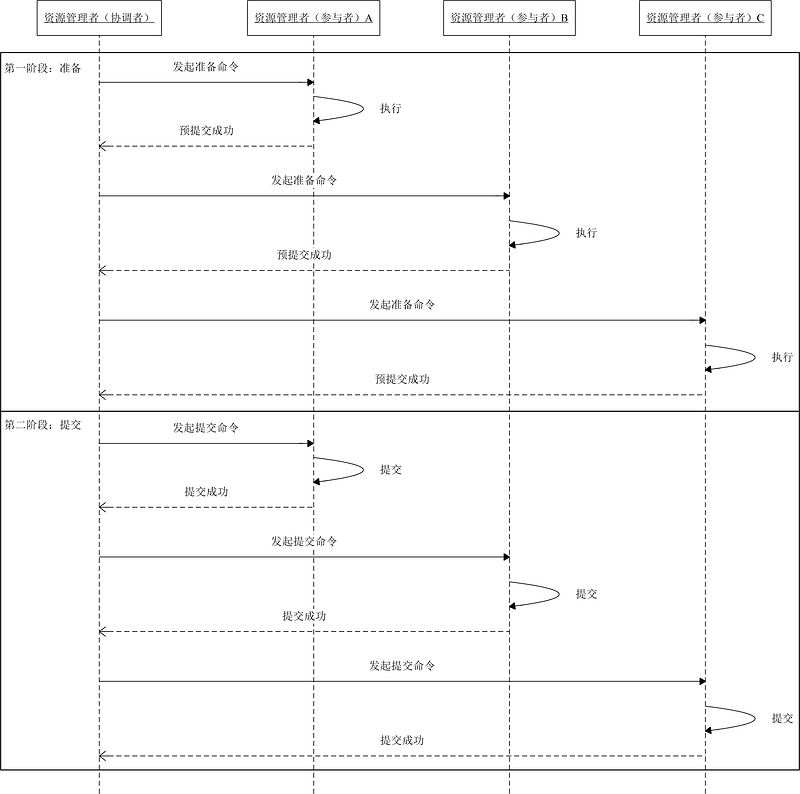 资源管理者（协调者）
资源管理者（参与者）A
资源管理者（参与者）B
资源管理者（参与者）C
第一阶段：准备
发起准备命令
执行
预提交成功
发起准备命令
执行
预提交成功
发起准备命令
执行
预提交成功
第二阶段：提交
发起提交命令
提交
提交成功
发起提交命令
提交
提交成功
发起提交命令
提交
提交成功